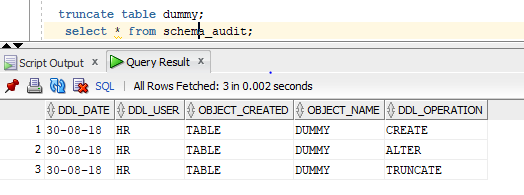 truncate table dummy;
select * from schema_audit;
Script Output × Query Result ×
SQL | All Rows Fetched: 3 in 0.002 seconds
DDL_DATE DDL_USER OBJECT_CREATED OBJECT_NAME DDL_OPERATION
1 30-08-18 HR TABLE DUMMY CREATE
2 30-08-18 HR TABLE DUMMY ALTER
3 30-08-18 HR TABLE DUMMY TRUNCATE